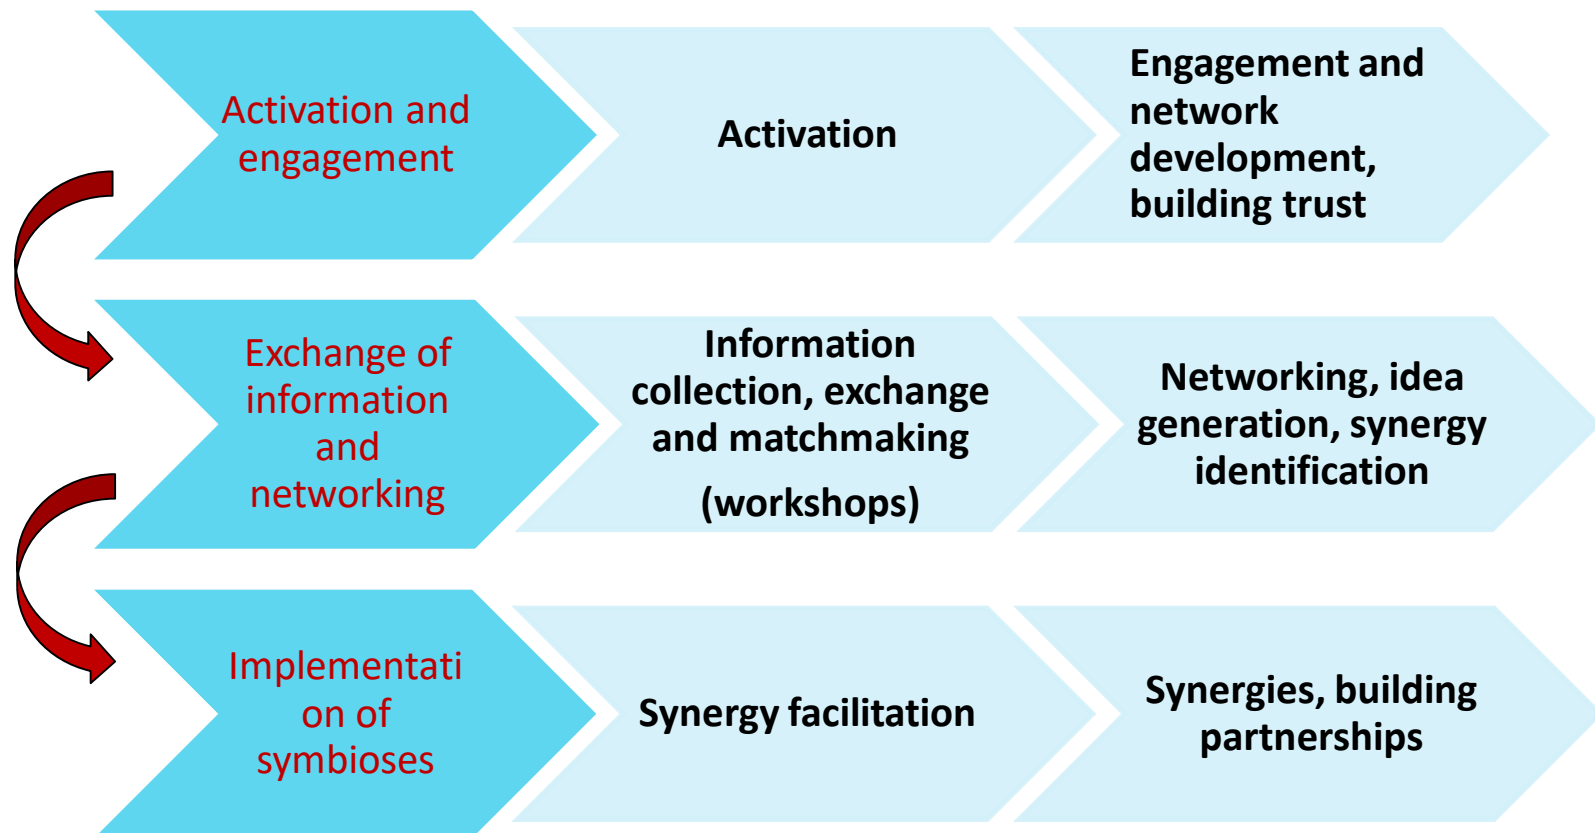 Activation and
engagement
Activation
Engagement and
network
development,
building trust
Exchange of
information
and
networking
Information
collection, exchange
and matchmaking
(workshops)
Networking, idea
generation, synergy
identification
Implementati
on of
symbioses
Synergy facilitation
Synergies, building
partnerships